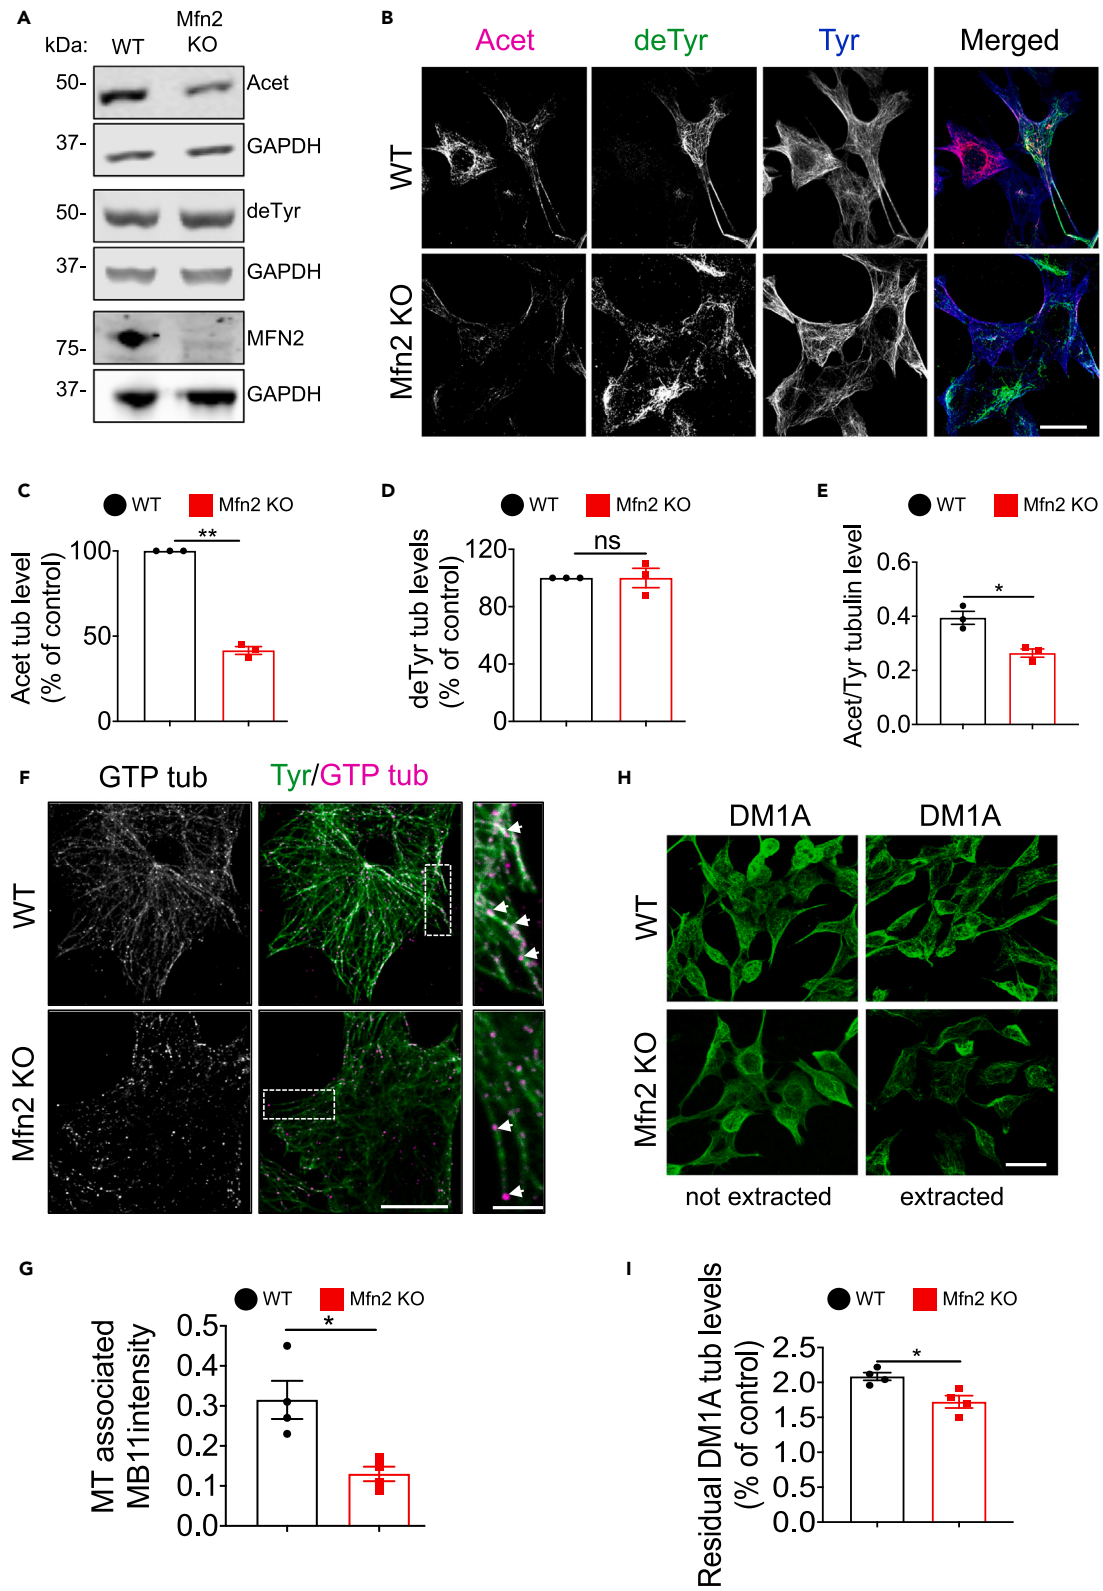 A
kDa: WT Mfn2 KO
50- Acet
37- GAPDH
50- deTyr
37- GAPDH
75- MFN2
37- GAPDH
B
Acet deTyr Tyr Merged
WT
Mfn2 KO
C
WT Mfn2 KO
Acet tub level
(% of control)
100
50
0
**
D
WT Mfn2 KO
deTyr tub levels
(% of control)
120
80
40
0
ns
E
WT Mfn2 KO
Acet/Tyr tubulin level
0.6
0.4
0.2
0.0
*
F
GTP tub Tyr/GTP tub
WT
Mfn2 KO
H
DM1A DM1A
WT
Mfn2 KO
not extracted extracted
G
WT Mfn2 KO
MT associated
MB11intensity
0.5
0.4
0.3
0.2
0.1
0.0
*
I
WT Mfn2 KO
Residual DM1A tub levels
(% of control)
2.5
2.0
1.5
1.0
0.5
0.0
*